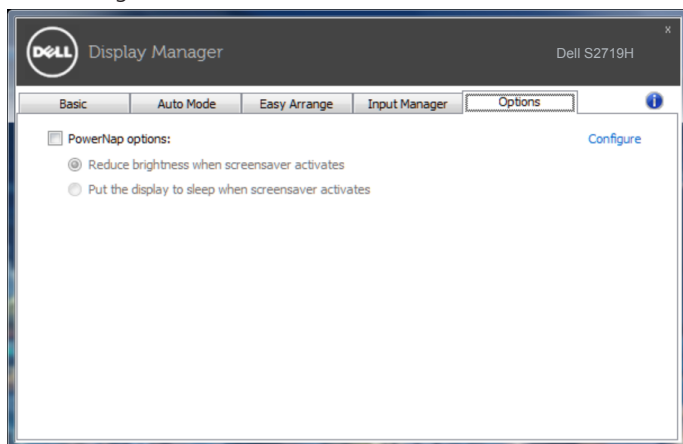 x
DELL Display Manager
Dell S2719H
Basic Auto Mode Easy Arrange Input Manager Options i
PowerNap options: Configure
Reduce brightness when screensaver activates
Put the display to sleep when screensaver activates